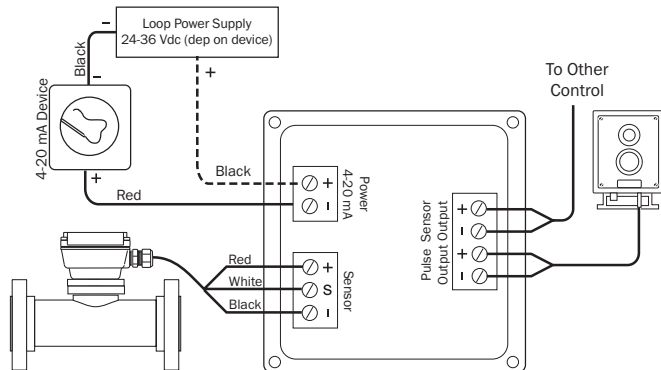 Loop Power Supply
24-36 Vdc (dep on device)
−
Black
−
+
4-20 mA Device
+
Red
Black
To Other
Control
+
-
Power
4-20 mA
+
-
+
-
Pulse Sensor
Output Output
Red
White
Black
+
S
-
Sensor